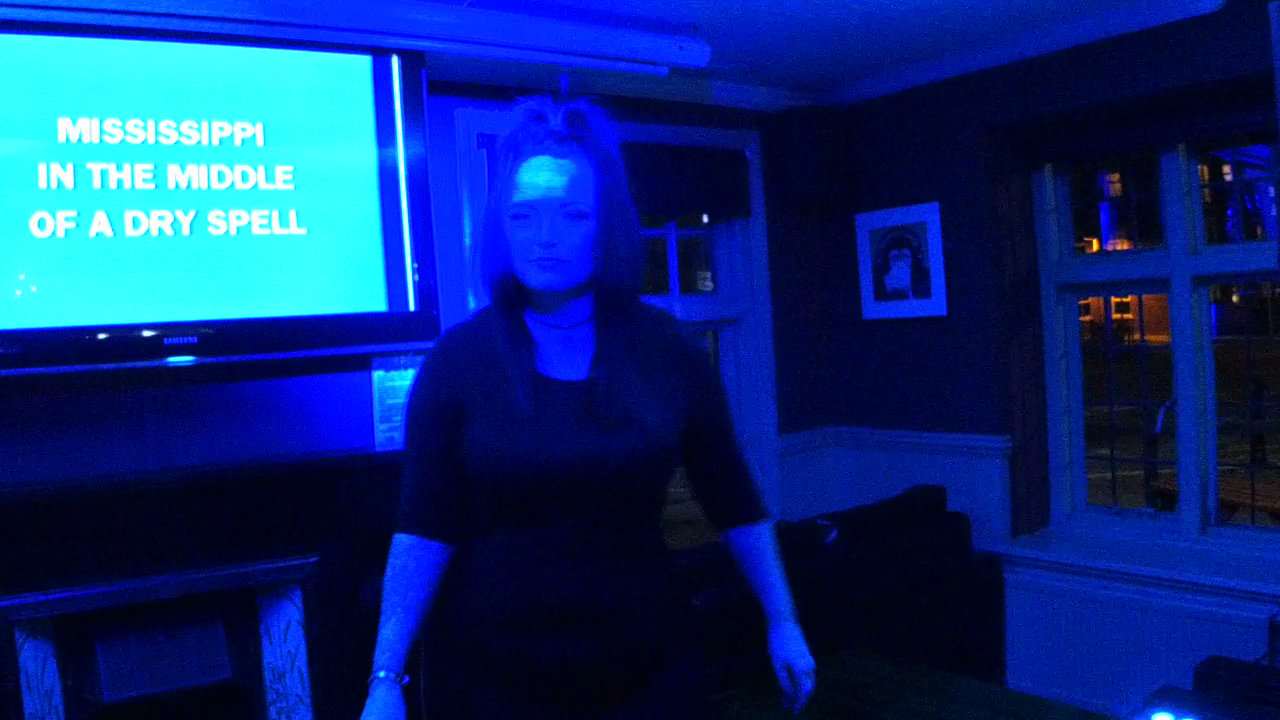 MISSISSIPPI
IN THE MIDDLE
OF A DRY SPELL
SAMSUNG